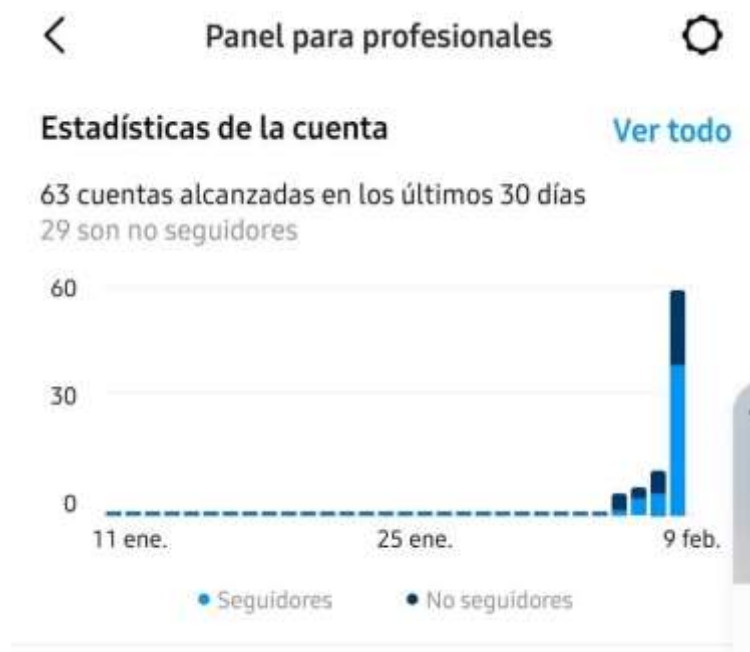 Panel para profesionales
Estadísticas de la cuenta Ver todo
63 cuentas alcanzadas en los últimos 30 días
29 son no seguidores
60
30
0
11 ene. 25 ene. 9 feb.
Seguidores No seguidores